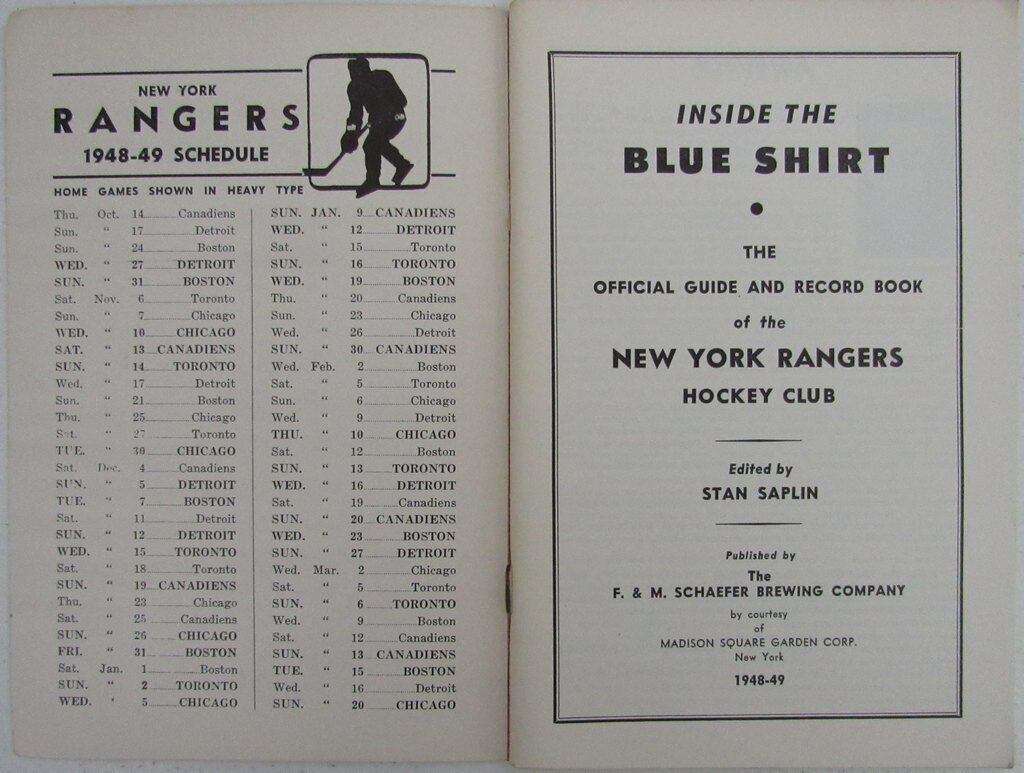 NEW YORK
RANGERS
1948-49 SCHEDULE
HOME GAMES SHOWN IN HEAVY TYPE
Thu. Oct. 14 Canadiens
Sun. " 17 Detroit
Sun. " 24 Boston
WED. " 27 DETROIT
SUN. " 31 BOSTON
Sat. Nov. 6 Toronto
Sun. " 7 Chicago
WED. " 10 CHICAGO
SAT. " 13 CANADIENS
SUN. " 14 TORONTO
Wed. " 17 Detroit
Sun. " 21 Boston
Thu. " 25 Chicago
Sat. " 27 Toronto
TUE. " 30 CHICAGO
Sat. Dec. 4 Canadiens
SUN. " 5 DETROIT
TUE. " 7 BOSTON
Sat. " 11 Detroit
SUN. " 12 DETROIT
WED. " 15 TORONTO
Sat. " 18 Toronto
SUN. " 19 CANADIENS
Thu. " 23 Chicago
Sat. " 25 Canadiens
SUN. " 26 CHICAGO
FRI. " 31 BOSTON
Sat. Jan. 1 Boston
SUN. " 2 TORONTO
WED. " 5 CHICAGO
SUN. JAN. 9 CANADIENS
WED. " 12 DETROIT
Sat. " 15 Toronto
SUN. " 16 TORONTO
WED. " 19 BOSTON
Thu. " 20 Canadiens
Sun. " 23 Chicago
Wed. " 26 Detroit
SUN. " 30 CANADIENS
Wed. Feb. 2 Boston
Sat. " 5 Toronto
Sun. " 6 Chicago
Wed. " 9 Detroit
THU. " 10 CHICAGO
Sat. " 12 Boston
SUN. " 13 TORONTO
WED. " 16 DETROIT
Sat. " 19 Canadiens
SUN. " 20 CANADIENS
WED. " 23 BOSTON
SUN. " 27 DETROIT
Wed. Mar. 2 Chicago
Sat. " 5 Toronto
SUN. " 6 TORONTO
Wed. " 9 Boston
Sat. " 12 Canadiens
SUN. " 13 CANADIENS
TUE. " 15 BOSTON
Wed. " 16 Detroit
SUN. " 20 CHICAGO
INSIDE THE
BLUE SHIRT
•
THE
OFFICIAL GUIDE AND RECORD BOOK
of the
NEW YORK RANGERS
HOCKEY CLUB
Edited by
STAN SAPLIN
Published by
The
F. & M. SCHAEFER BREWING COMPANY
by courtesy
of
MADISON SQUARE GARDEN CORP.
New York
1948-49